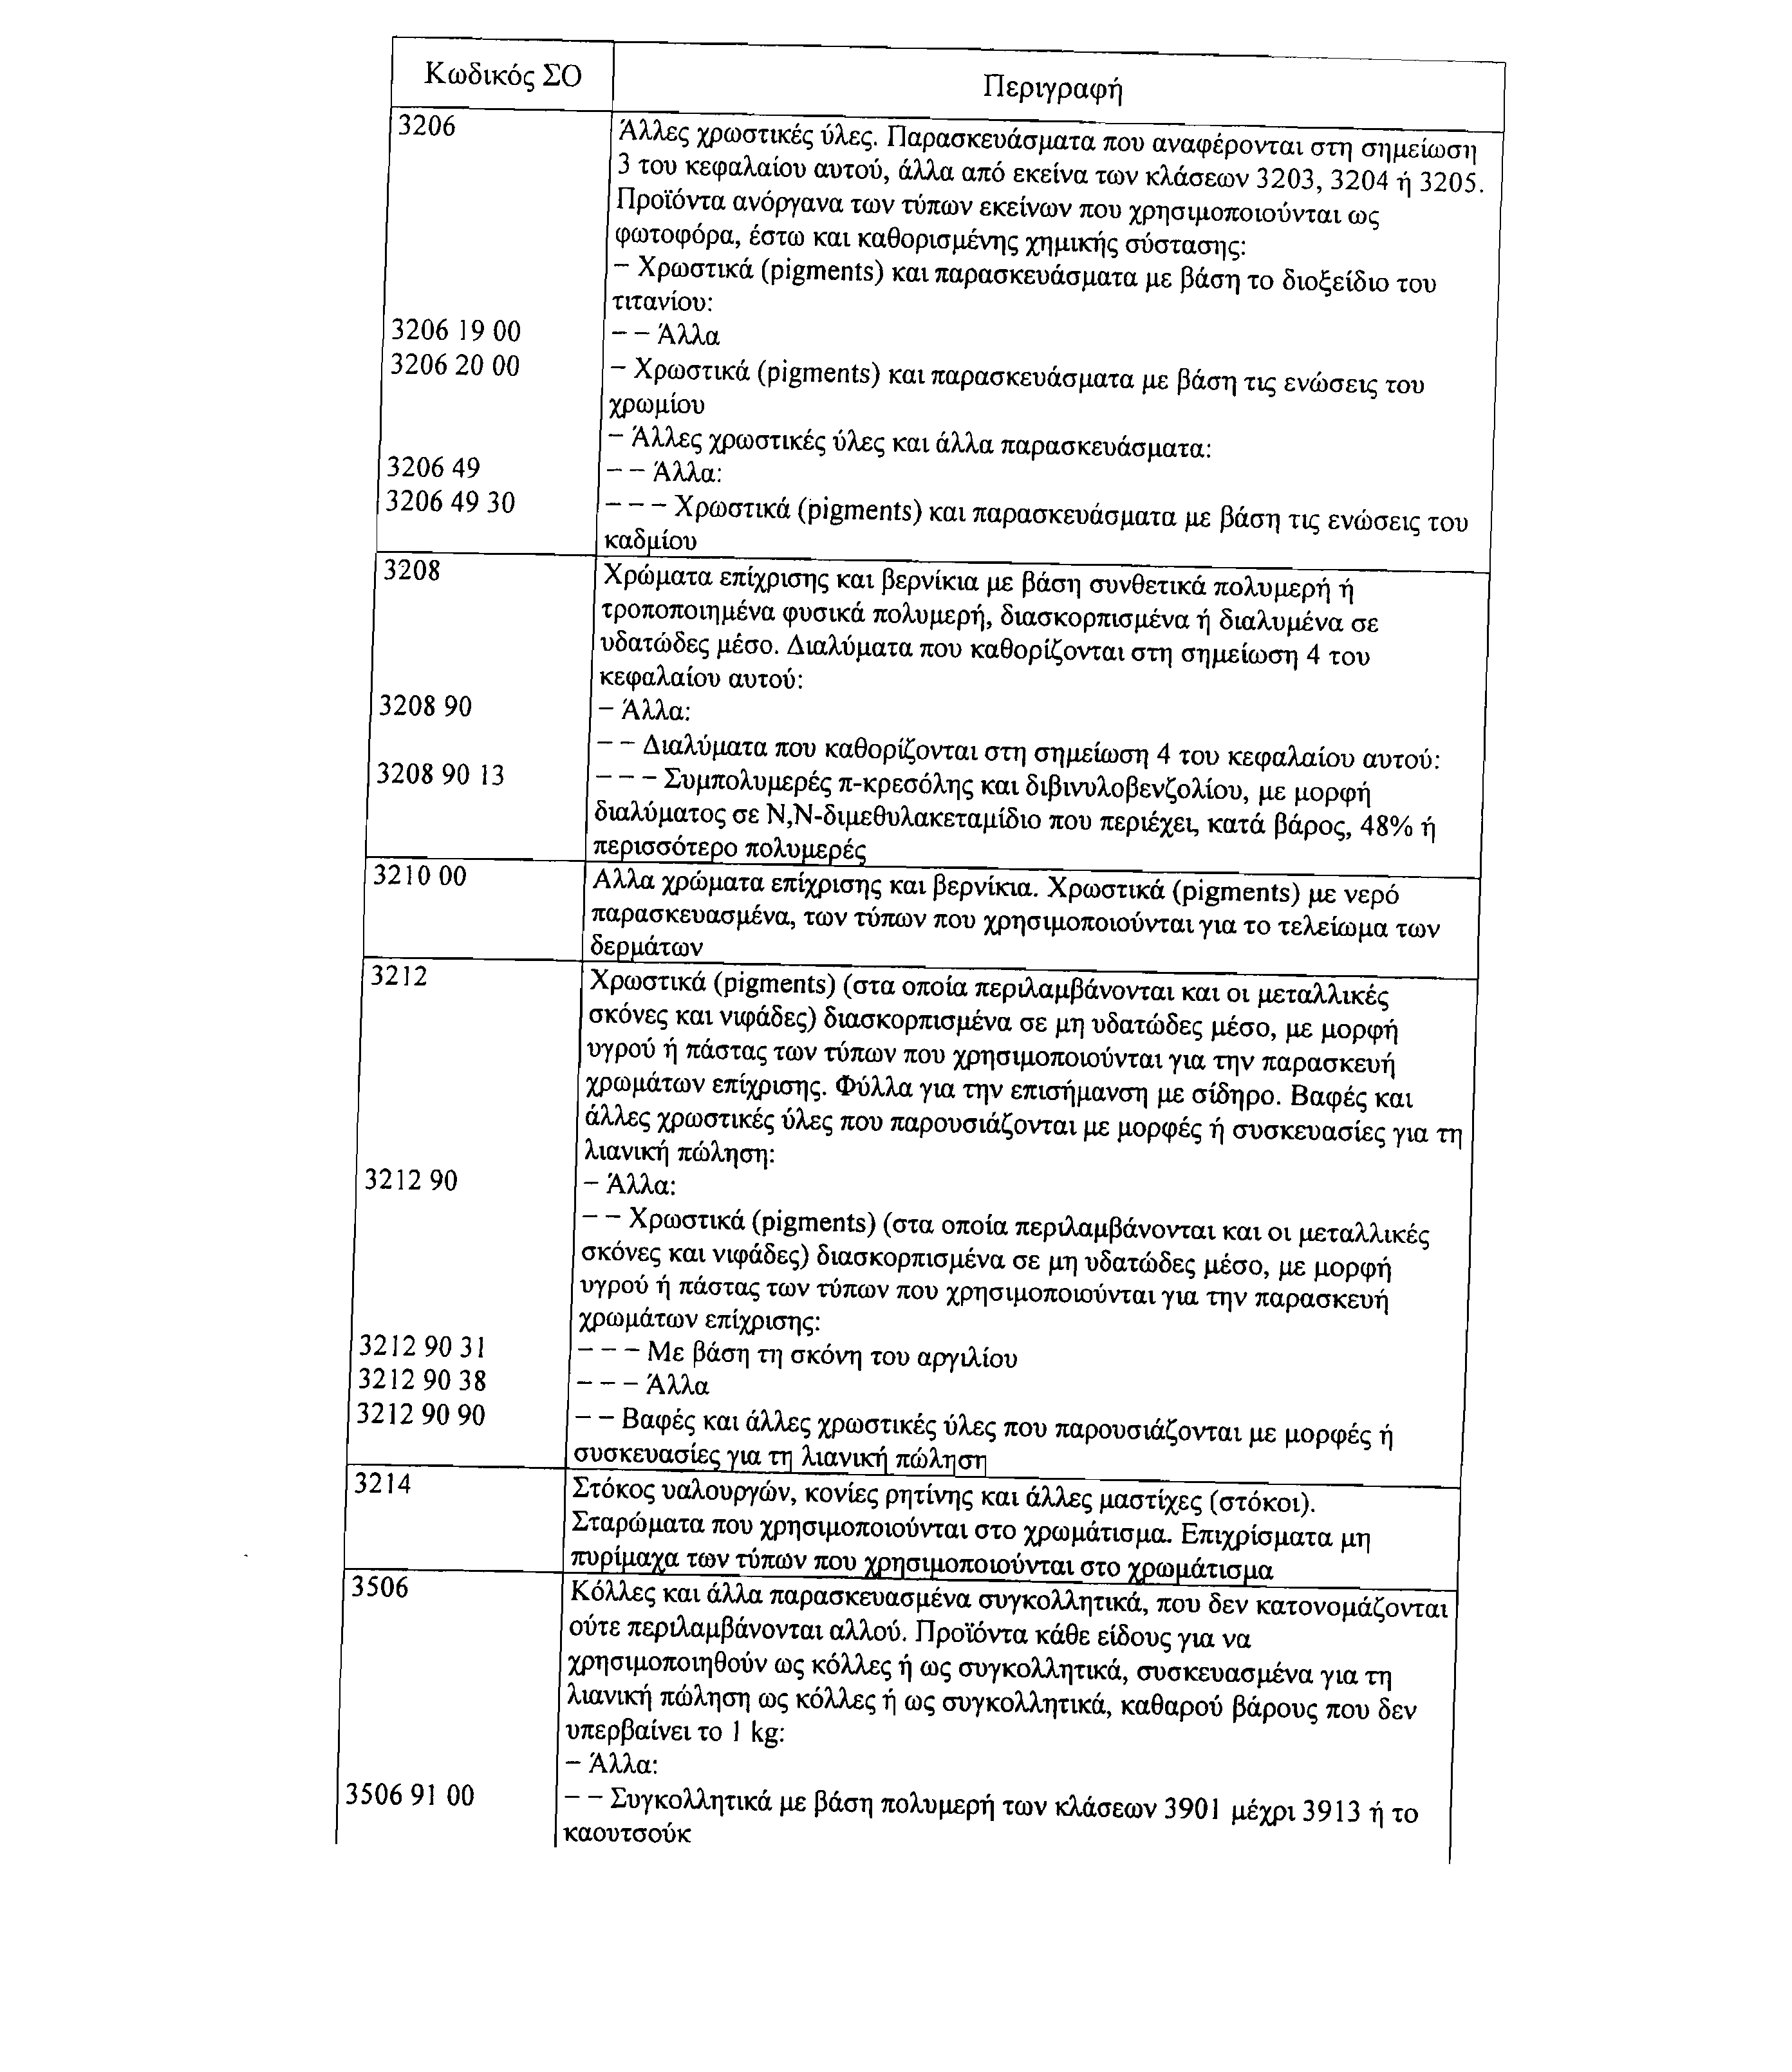 Κωδικός ΣΟ Περιγραφή
3206 Άλλες χρωστικές ύλες. Παρασκευάσματα που αναφέρονται στη σημείωση
3 του κεφαλαίου αυτού, άλλα από εκείνα των κλάσεων 3203, 3204 ή 3205.
Προϊόντα ανόργανα των τύπων εκείνων που χρησιμοποιούνται ως
φωτοφόρα, έστω και καθορισμένης χημικής σύστασης:
– Χρωστικά (pigments) και παρασκευάσματα με βάση το διοξείδιο του
τιτανίου:
3206 19 00 – – Άλλα
3206 20 00 – Χρωστικά (pigments) και παρασκευάσματα με βάση τις ενώσεις του
χρωμίου
– Άλλες χρωστικές ύλες και άλλα παρασκευάσματα:
3206 49 – – Άλλα:
3206 49 30 – – – Χρωστικά (pigments) και παρασκευάσματα με βάση τις ενώσεις του
καδμίου
3208 Χρώματα επίχρισης και βερνίκια με βάση συνθετικά πολυμερή ή
τροποποιημένα φυσικά πολυμερή, διασκορπισμένα ή διαλυμένα σε
υδατώδες μέσο. Διαλύματα που καθορίζονται στη σημείωση 4 του
κεφαλαίου αυτού:
3208 90 – Άλλα:
– – Διαλύματα που καθορίζονται στη σημείωση 4 του κεφαλαίου αυτού:
3208 90 13 – – – Συμπολυμερές π-κρεσόλης και διβινυλοβενζολίου, με μορφή
διαλύματος σε Ν,Ν-διμεθυλακεταμίδιο που περιέχει, κατά βάρος, 48% ή
περισσότερο πολυμερές
3210 00 Αλλα χρώματα επίχρισης και βερνίκια. Χρωστικά (pigments) με νερό
παρασκευασμένα, των τύπων που χρησιμοποιούνται για το τελείωμα των
δερμάτων
3212 Χρωστικά (pigments) (στα οποία περιλαμβάνονται και οι μεταλλικές
σκόνες και νιφάδες) διασκορπισμένα σε μη υδατώδες μέσο, με μορφή
υγρού ή πάστας των τύπων που χρησιμοποιούνται για την παρασκευή
χρωμάτων επίχρισης. Φύλλα για την επισήμανση με σίδηρο. Βαφές και
άλλες χρωστικές ύλες που παρουσιάζονται με μορφές ή συσκευασίες για τη
λιανική πώληση:
3212 90 – Άλλα:
– – Χρωστικά (pigments) (στα οποία περιλαμβάνονται και οι μεταλλικές
σκόνες και νιφάδες) διασκορπισμένα σε μη υδατώδες μέσο, με μορφή
υγρού ή πάστας των τύπων που χρησιμοποιούνται για την παρασκευή
χρωμάτων επίχρισης:
3212 90 31 – – – Με βάση τη σκόνη του αργιλίου
3212 90 38 – – – Άλλα
3212 90 90 – – Βαφές και άλλες χρωστικές ύλες που παρουσιάζονται με μορφές ή
συσκευασίες για τη λιανική πώληση
3214 Στόκος υαλουργών, κονίες ρητίνης και άλλες μαστίχες (στόκοι).
Σταρώματα που χρησιμοποιούνται στο χρωμάτισμα. Επιχρίσματα μη
πυρίμαχα των τύπων που χρησιμοποιούνται στο χρωμάτισμα
3506 Κόλλες και άλλα παρασκευασμένα συγκολλητικά, που δεν κατονομάζονται
ούτε περιλαμβάνονται αλλού. Προϊόντα κάθε είδους για να
χρησιμοποιηθούν ως κόλλες ή ως συγκολλητικά, συσκευασμένα για τη
λιανική πώληση ως κόλλες ή ως συγκολλητικά, καθαρού βάρους που δεν
υπερβαίνει το 1 kg:
– Άλλα:
3506 91 00 – – Συγκολλητικά με βάση πολυμερή των κλάσεων 3901 μέχρι 3913 ή το
καουτσούκ